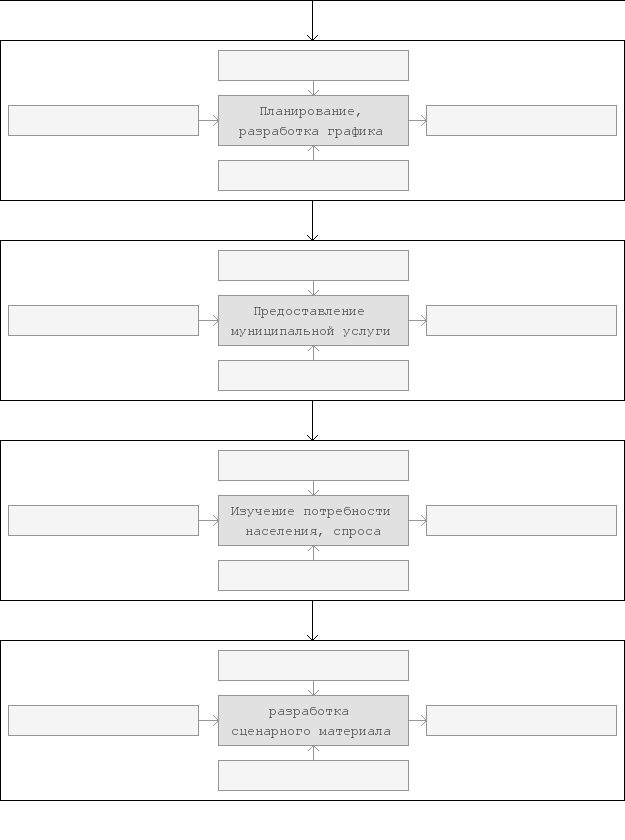 Планирование,
разработка графика
Предоставление
муниципальной услуги
Изучение потребности
населения, спроса
разработка
сценарного материала